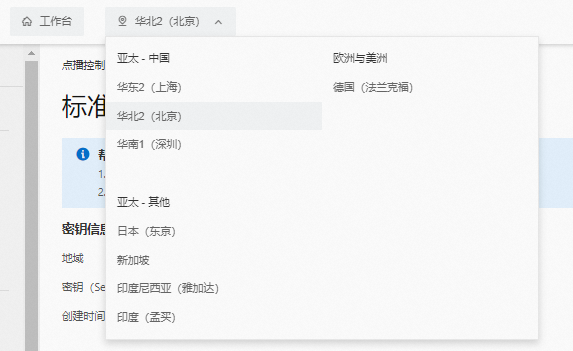 工作台
华北2（北京）
点播控制
标准
帮
1.
2.
密钥信息
地域
密钥（Se
创建时间
亚太 - 中国
华东2（上海）
华北2（北京）
华南1（深圳）
亚太 - 其他
日本（东京）
新加坡
印度尼西亚（雅加达）
印度（孟买）
欧洲与美洲
德国（法兰克福）